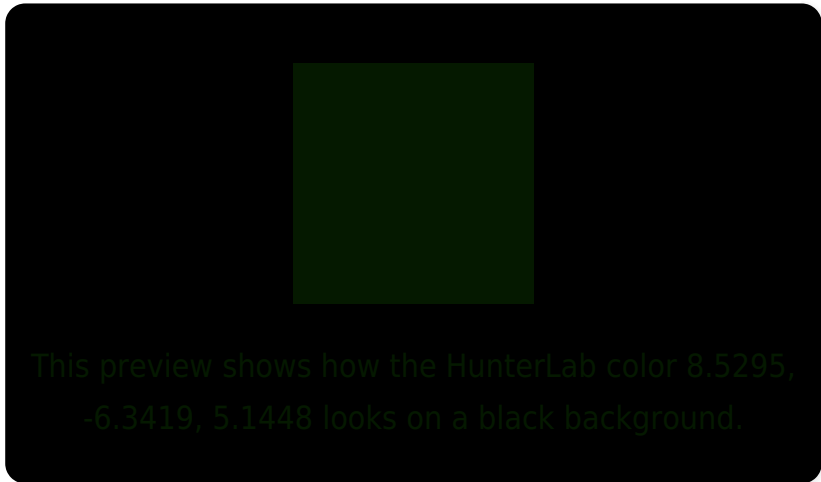 This preview shows how the HunterLab color 8.5295,
-6.3419, 5.1448 looks on a black background.